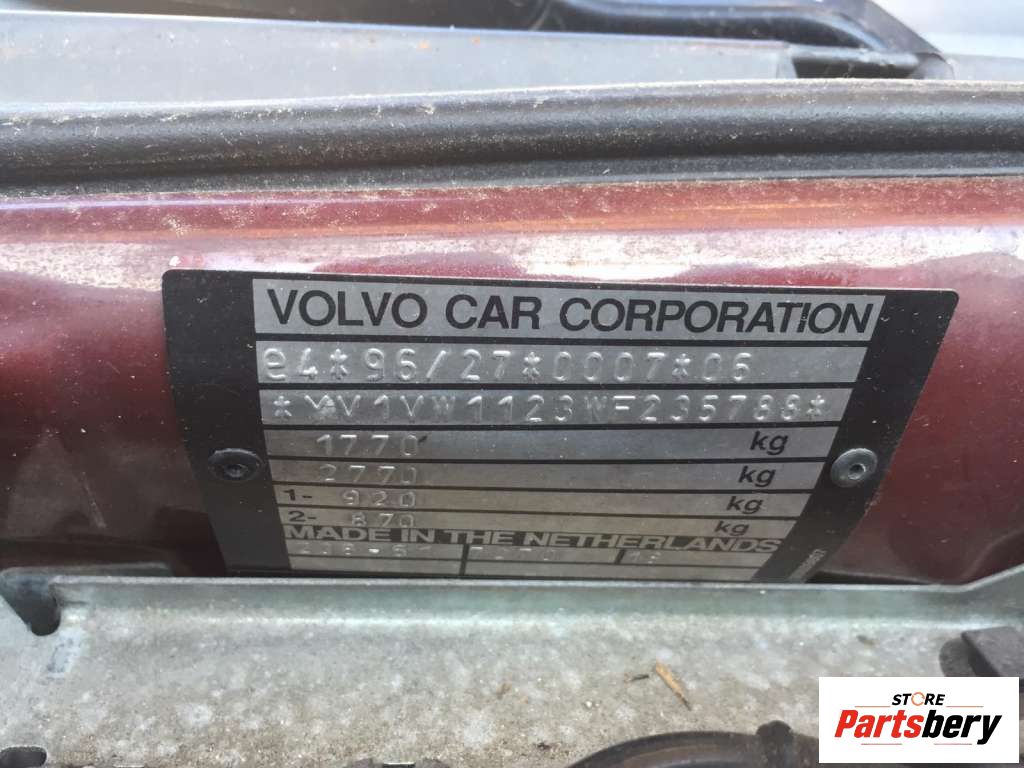 VOLVO CAR CORPORATION
e4*96/27*0007*05
*YV1VW1123WF235788*
1770 kg
2770 kg
1- 920 kg
2- 870 kg
MADE IN THE NETHERLANDS
STORE
Partsbery